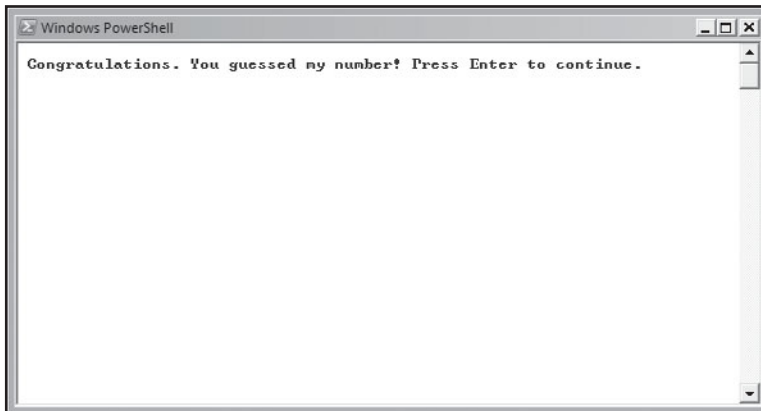 Windows PowerShell
Congratulations. You guessed my number! Press Enter to continue.